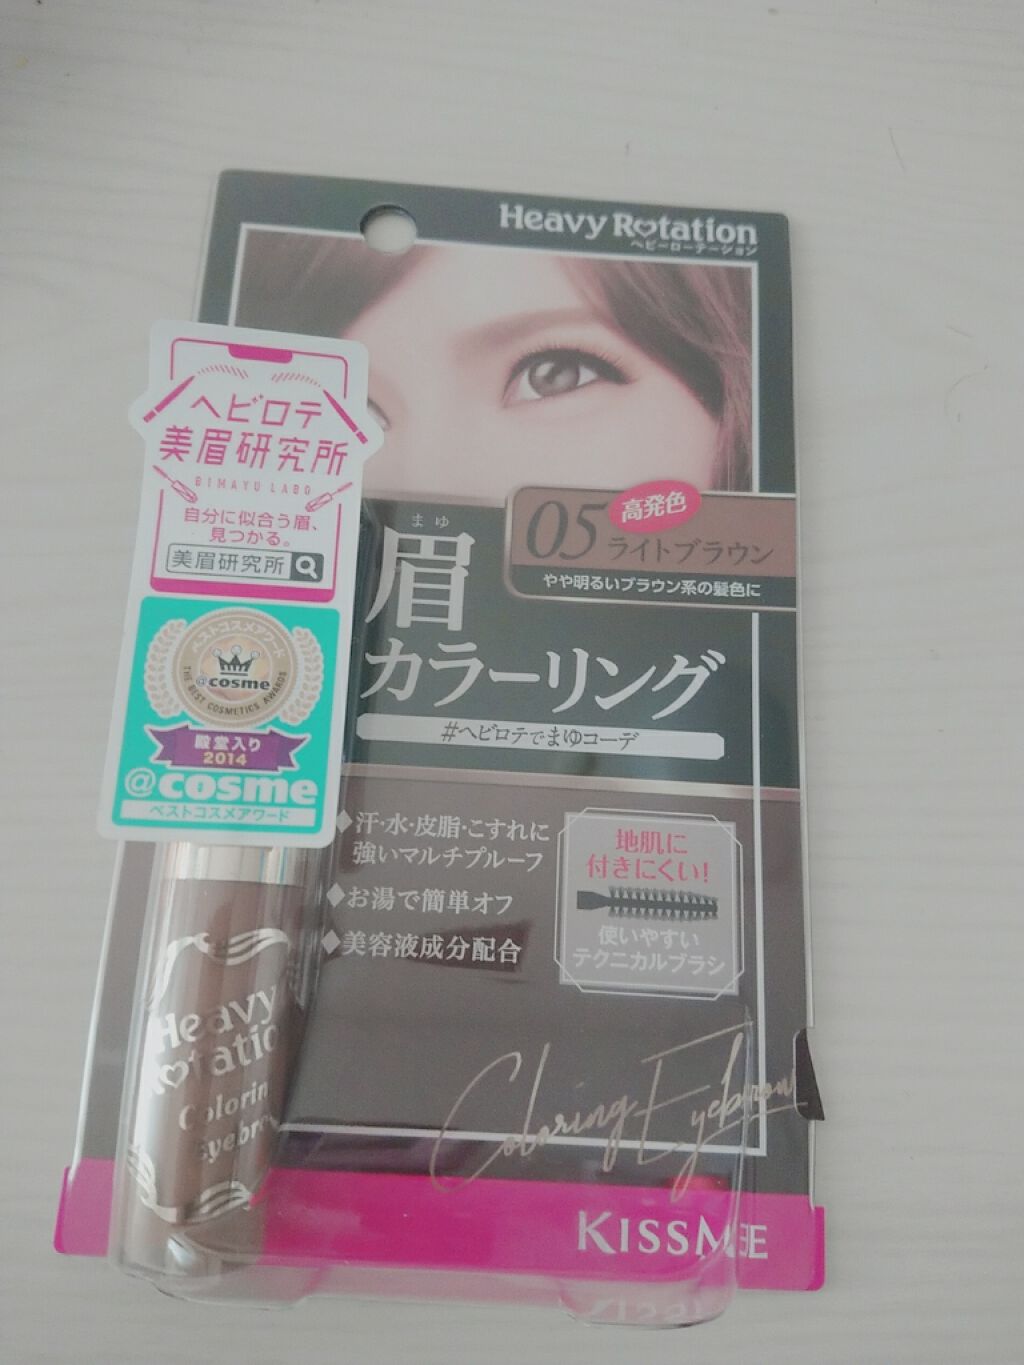 Heavy Rotation
ヘビーローテーション
ヘビロテ
美眉研究所
BIMAYU LABO
自分に似合う眉、
見つかる。
美眉研究所
ベストコスメアワード
@cosme
THE BEST COSMETICS AWARDS
殿堂入り
2014
@cosme
ベストコスメアワード
05
高発色
ライトブラウン
やや明るいブラウン系の髪色に
まゆ
眉
カラーリング
#ヘビロテでまゆコーデ
◆汗・水・皮脂・こすれに
強いマルチプルーフ
◆お湯で簡単オフ
◆美容液成分配合
地肌に
付きにくい!
使いやすい
テクニカルブラシ
Heavy
Rotatio
Colorin
Eyebro
Coloring Eyebrow
KISSME